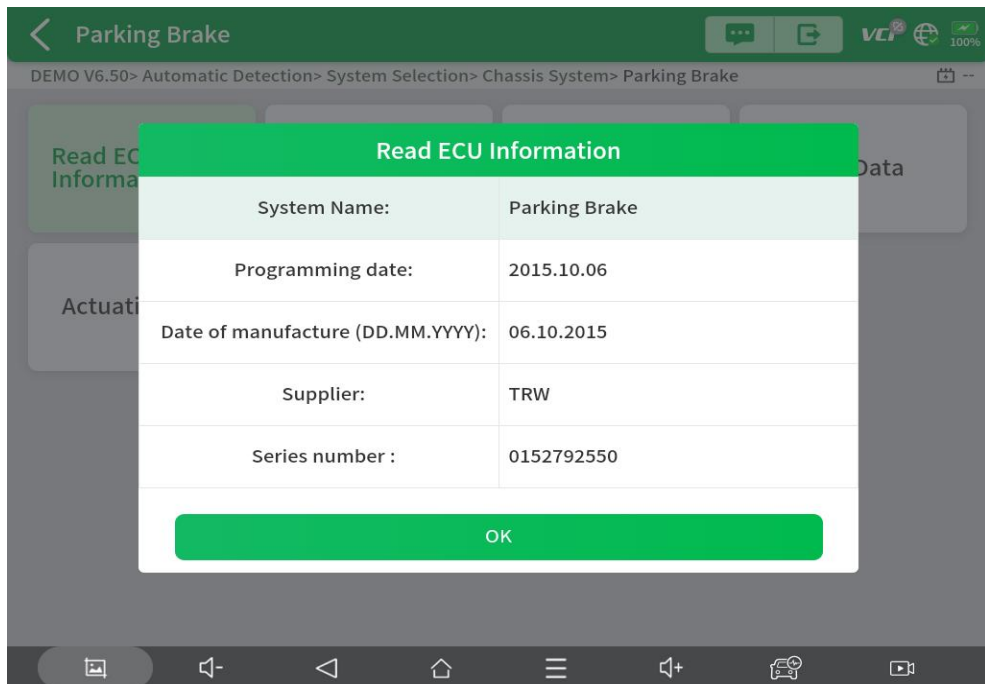 Parking Brake
VCI
100%
DEMO V6.50> Automatic Detection> System Selection> Chassis System> Parking Brake
--
Read EC
Informa
Data
Actuati
Read ECU Information
System Name: Parking Brake
Programming date: 2015.10.06
Date of manufacture (DD.MM.YYYY): 06.10.2015
Supplier: TRW
Series number : 0152792550
OK